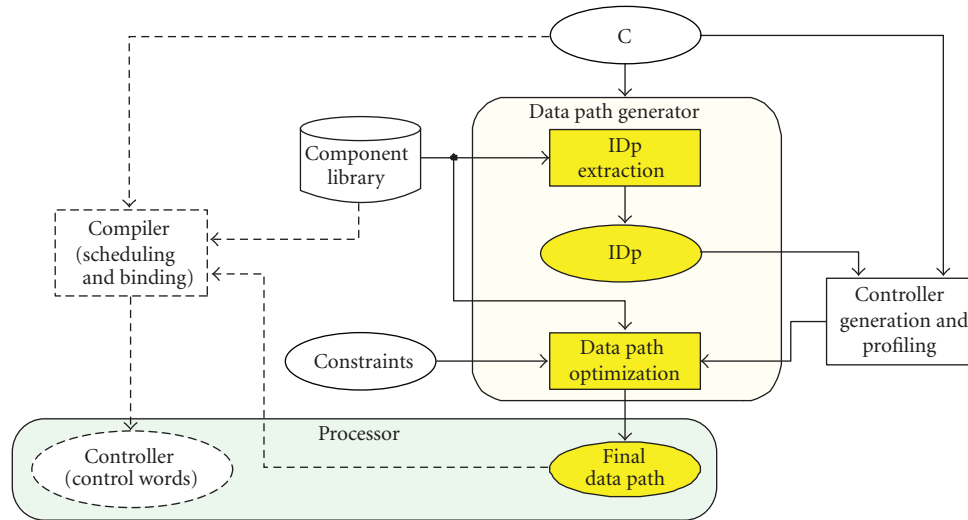 C
Data path generator
Component
library
IDp
extraction
Compiler
(scheduling
and binding)
IDp
Controller
generation and
profiling
Constraints
Data path
optimization
Processor
Controller
(control words)
Final
data path